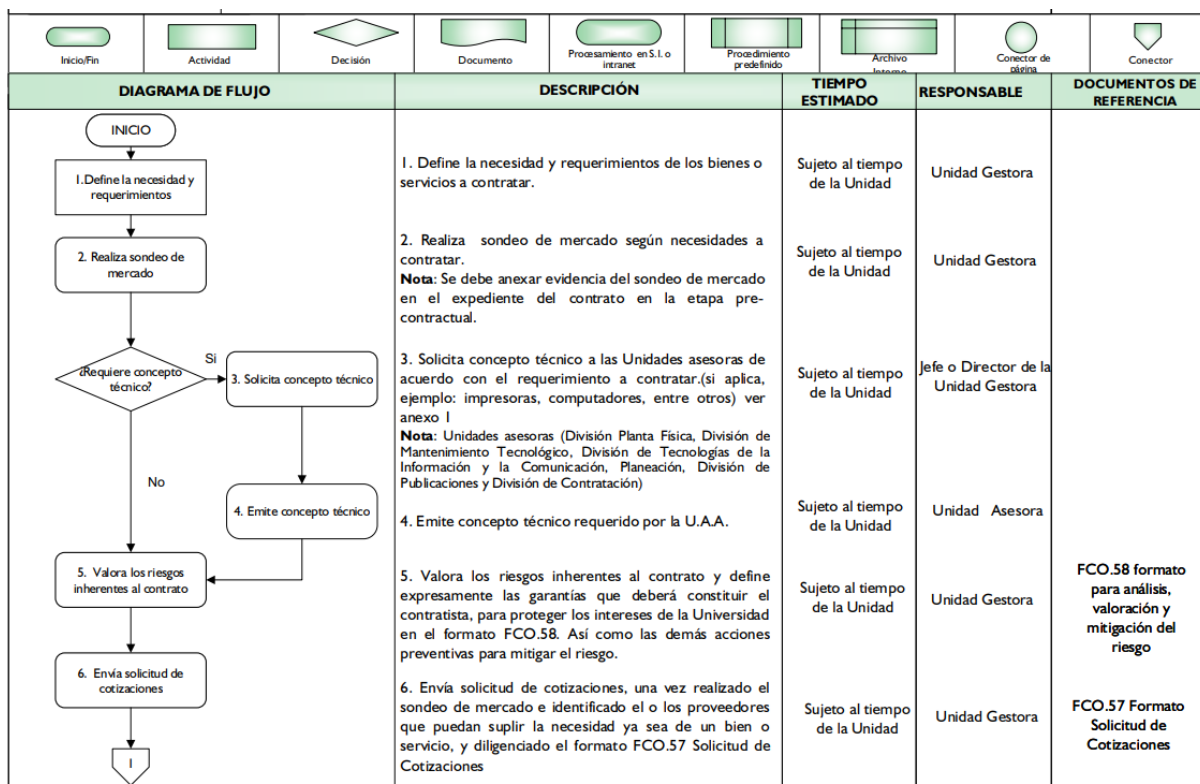 Inicio/Fin
Actividad
Decisión
Documento
Procesamiento en S.I. o
intranet
Procedimiento
predefinido
Archivo
Interno
Conector de
página
Conector
DIAGRAMA DE FLUJO
DESCRIPCIÓN
TIEMPO
ESTIMADO
RESPONSABLE
DOCUMENTOS DE
REFERENCIA
INICIO
1.Define la necesidad y
requerimientos
1. Define la necesidad y requerimientos de los bienes o
servicios a contratar.
Sujeto al tiempo
de la Unidad
Unidad Gestora
2. Realiza sondeo de
mercado
2. Realiza sondeo de mercado según necesidades a
contratar.
Nota: Se debe anexar evidencia del sondeo de mercado
en el expediente del contrato en la etapa pre-
contractual.
Sujeto al tiempo
de la Unidad
Unidad Gestora
¿Requiere concepto
técnico?
Si
No
3. Solicita concepto técnico
3. Solicita concepto técnico a las Unidades asesoras de
acuerdo con el requerimiento a contratar.(si aplica,
ejemplo: impresoras, computadores, entre otros) ver
anexo 1
Nota: Unidades asesoras (División Planta Física, División de
Mantenimiento Tecnológico, División de Tecnologías de la
Información y la Comunicación, Planeación, División de
Publicaciones y División de Contratación)
Sujeto al tiempo
de la Unidad
Jefe o Director de la
Unidad Gestora
4. Emite concepto técnico
4. Emite concepto técnico requerido por la U.A.A.
Sujeto al tiempo
de la Unidad
Unidad Asesora
5. Valora los riesgos
inherentes al contrato
5. Valora los riesgos inherentes al contrato y define
expresamente las garantías que deberá constituir el
contratista, para proteger los intereses de la Universidad
en el formato FCO.58. Así como las demás acciones
preventivas para mitigar el riesgo.
Sujeto al tiempo
de la Unidad
Unidad Gestora
FCO.58 formato
para análisis,
valoración y
mitigación del
riesgo
6. Envía solicitud de
cotizaciones
6. Envía solicitud de cotizaciones, una vez realizado el
sondeo de mercado e identificado el o los proveedores
que puedan suplir la necesidad ya sea de un bien o
servicio, y diligenciado el formato FCO.57 Solicitud de
Cotizaciones
Sujeto al tiempo
de la Unidad
Unidad Gestora
FCO.57 Formato
Solicitud de
Cotizaciones
1